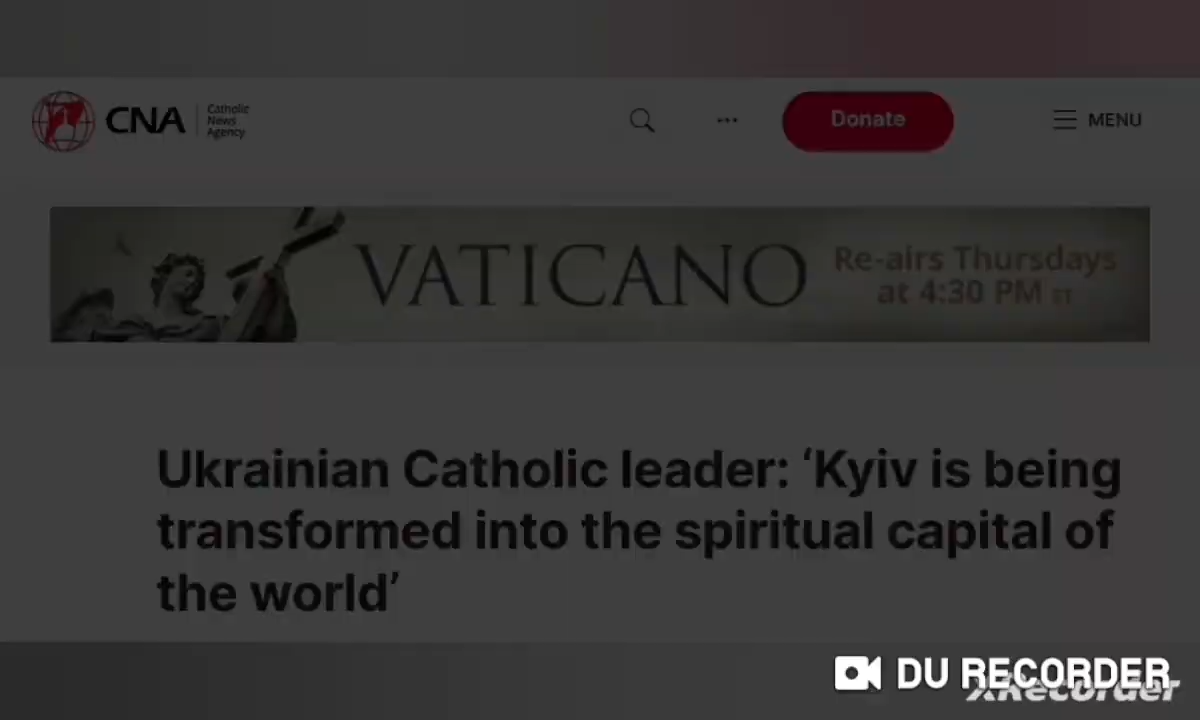 CNA
Catholic
News
Agency
Donate
MENU
VATICANO
Re-airs Thursdays
at 4:30 PM ET
Ukrainian Catholic leader: ‘Kyiv is being
transformed into the spiritual capital of
the world’
DU RECORDER
XRecorder